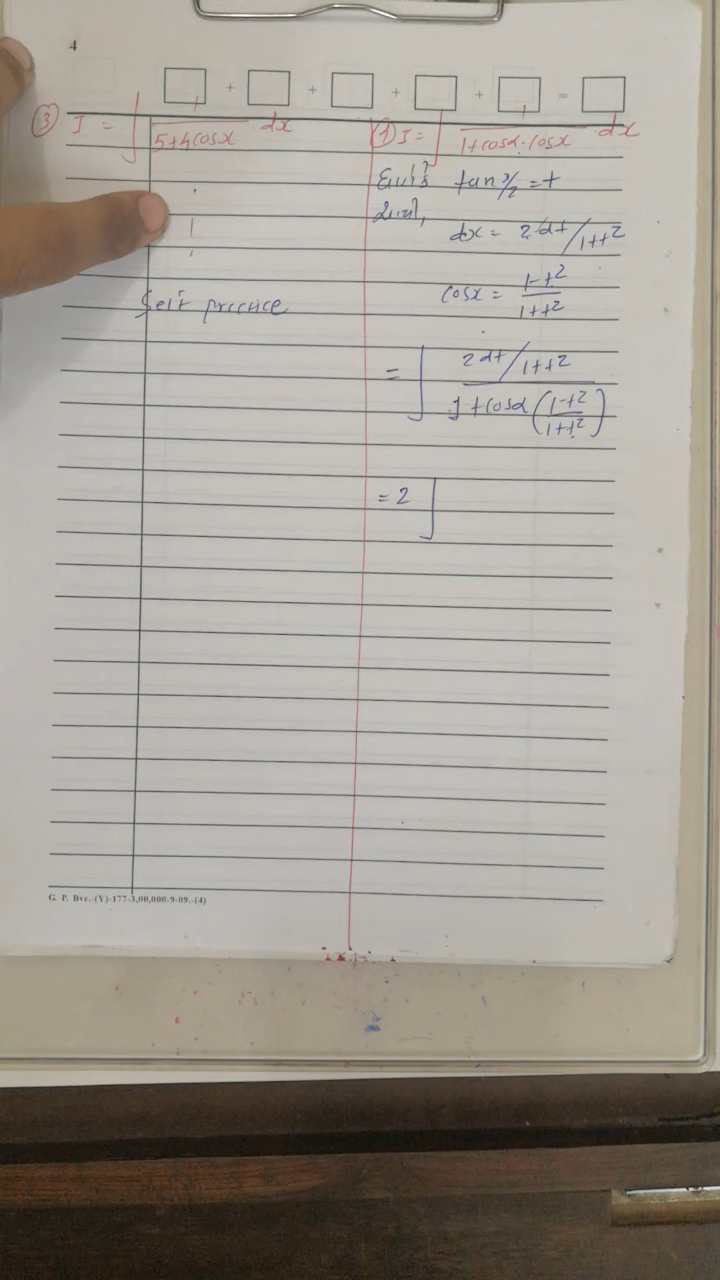 4
+ + + + =
③ I = ∫ 1/(5+4cosx) dx
Self practice
④ I = ∫ 1/(1+cosα·cosx) dx
tan x/2 = t
dx = 2dt/1+t²
cosx = (1-t²)/(1+t²)
= ∫ (2dt/1+t²)/(1+cosα((1-t²)/(1+t²)))
= 2∫
G. P. Bvc.-(Y)-177-3,00,000-9-09.-(4)